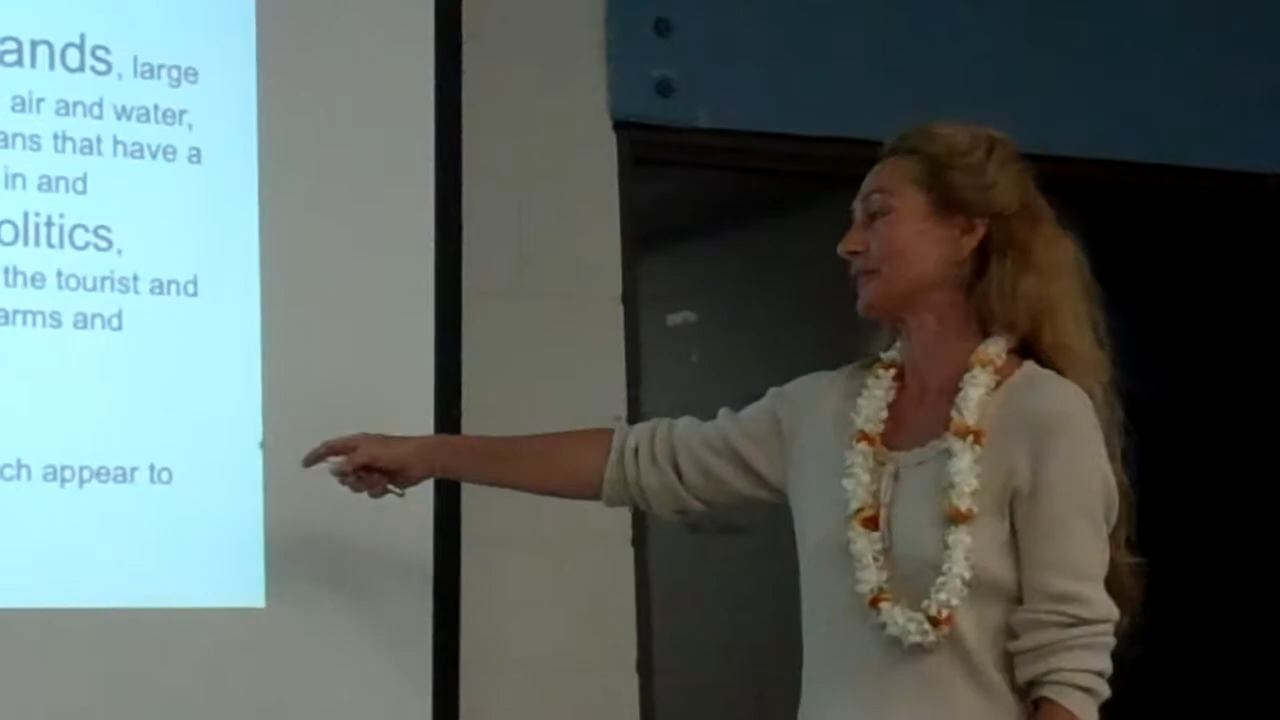 ands, large
air and water,
ans that have a
in and
olitics,
the tourist and
arms and
ch appear to